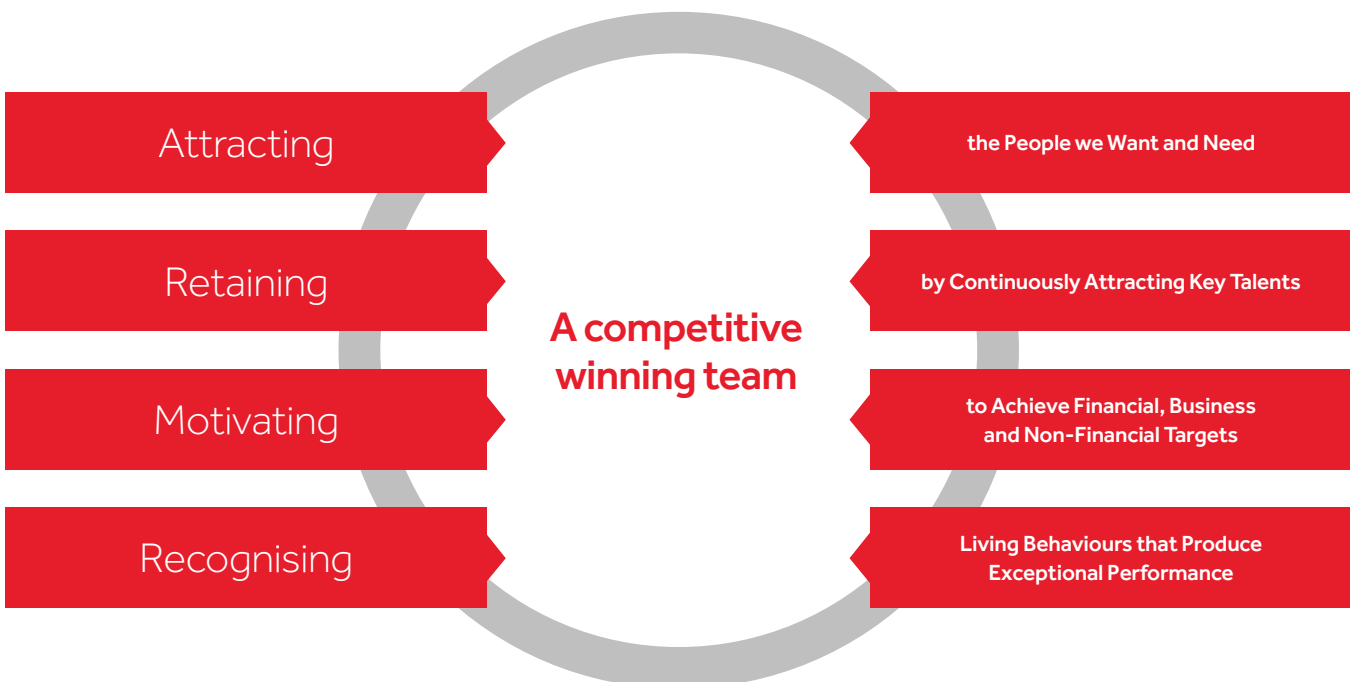 Attracting
the People we Want and Need
Retaining
by Continuously Attracting Key Talents
A competitive
winning team
Motivating
to Achieve Financial, Business
and Non-Financial Targets
Recognising
Living Behaviours that Produce
Exceptional Performance